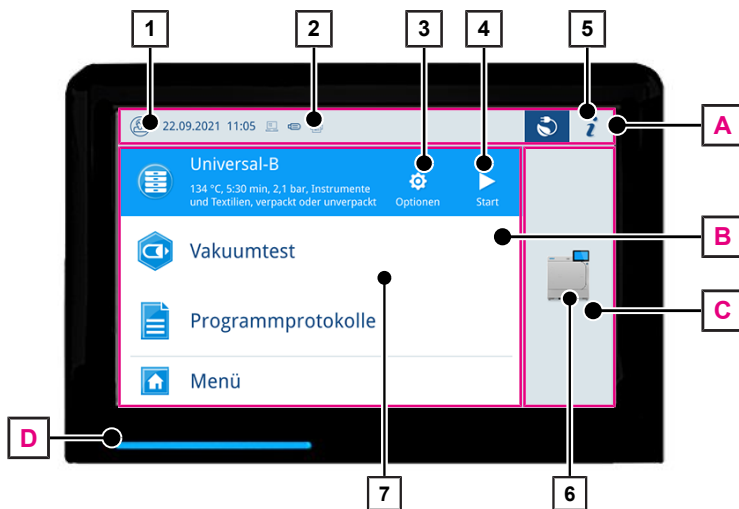 1
2
3
4
5
A
22.09.2021 11:05
i
Universal-B
134 °C, 5:30 min, 2,1 bar, Instrumente
und Textilien, verpackt oder unverpackt
Optionen
Start
B
Vakuumtest
C
Programmprotokolle
Menü
D
7
6